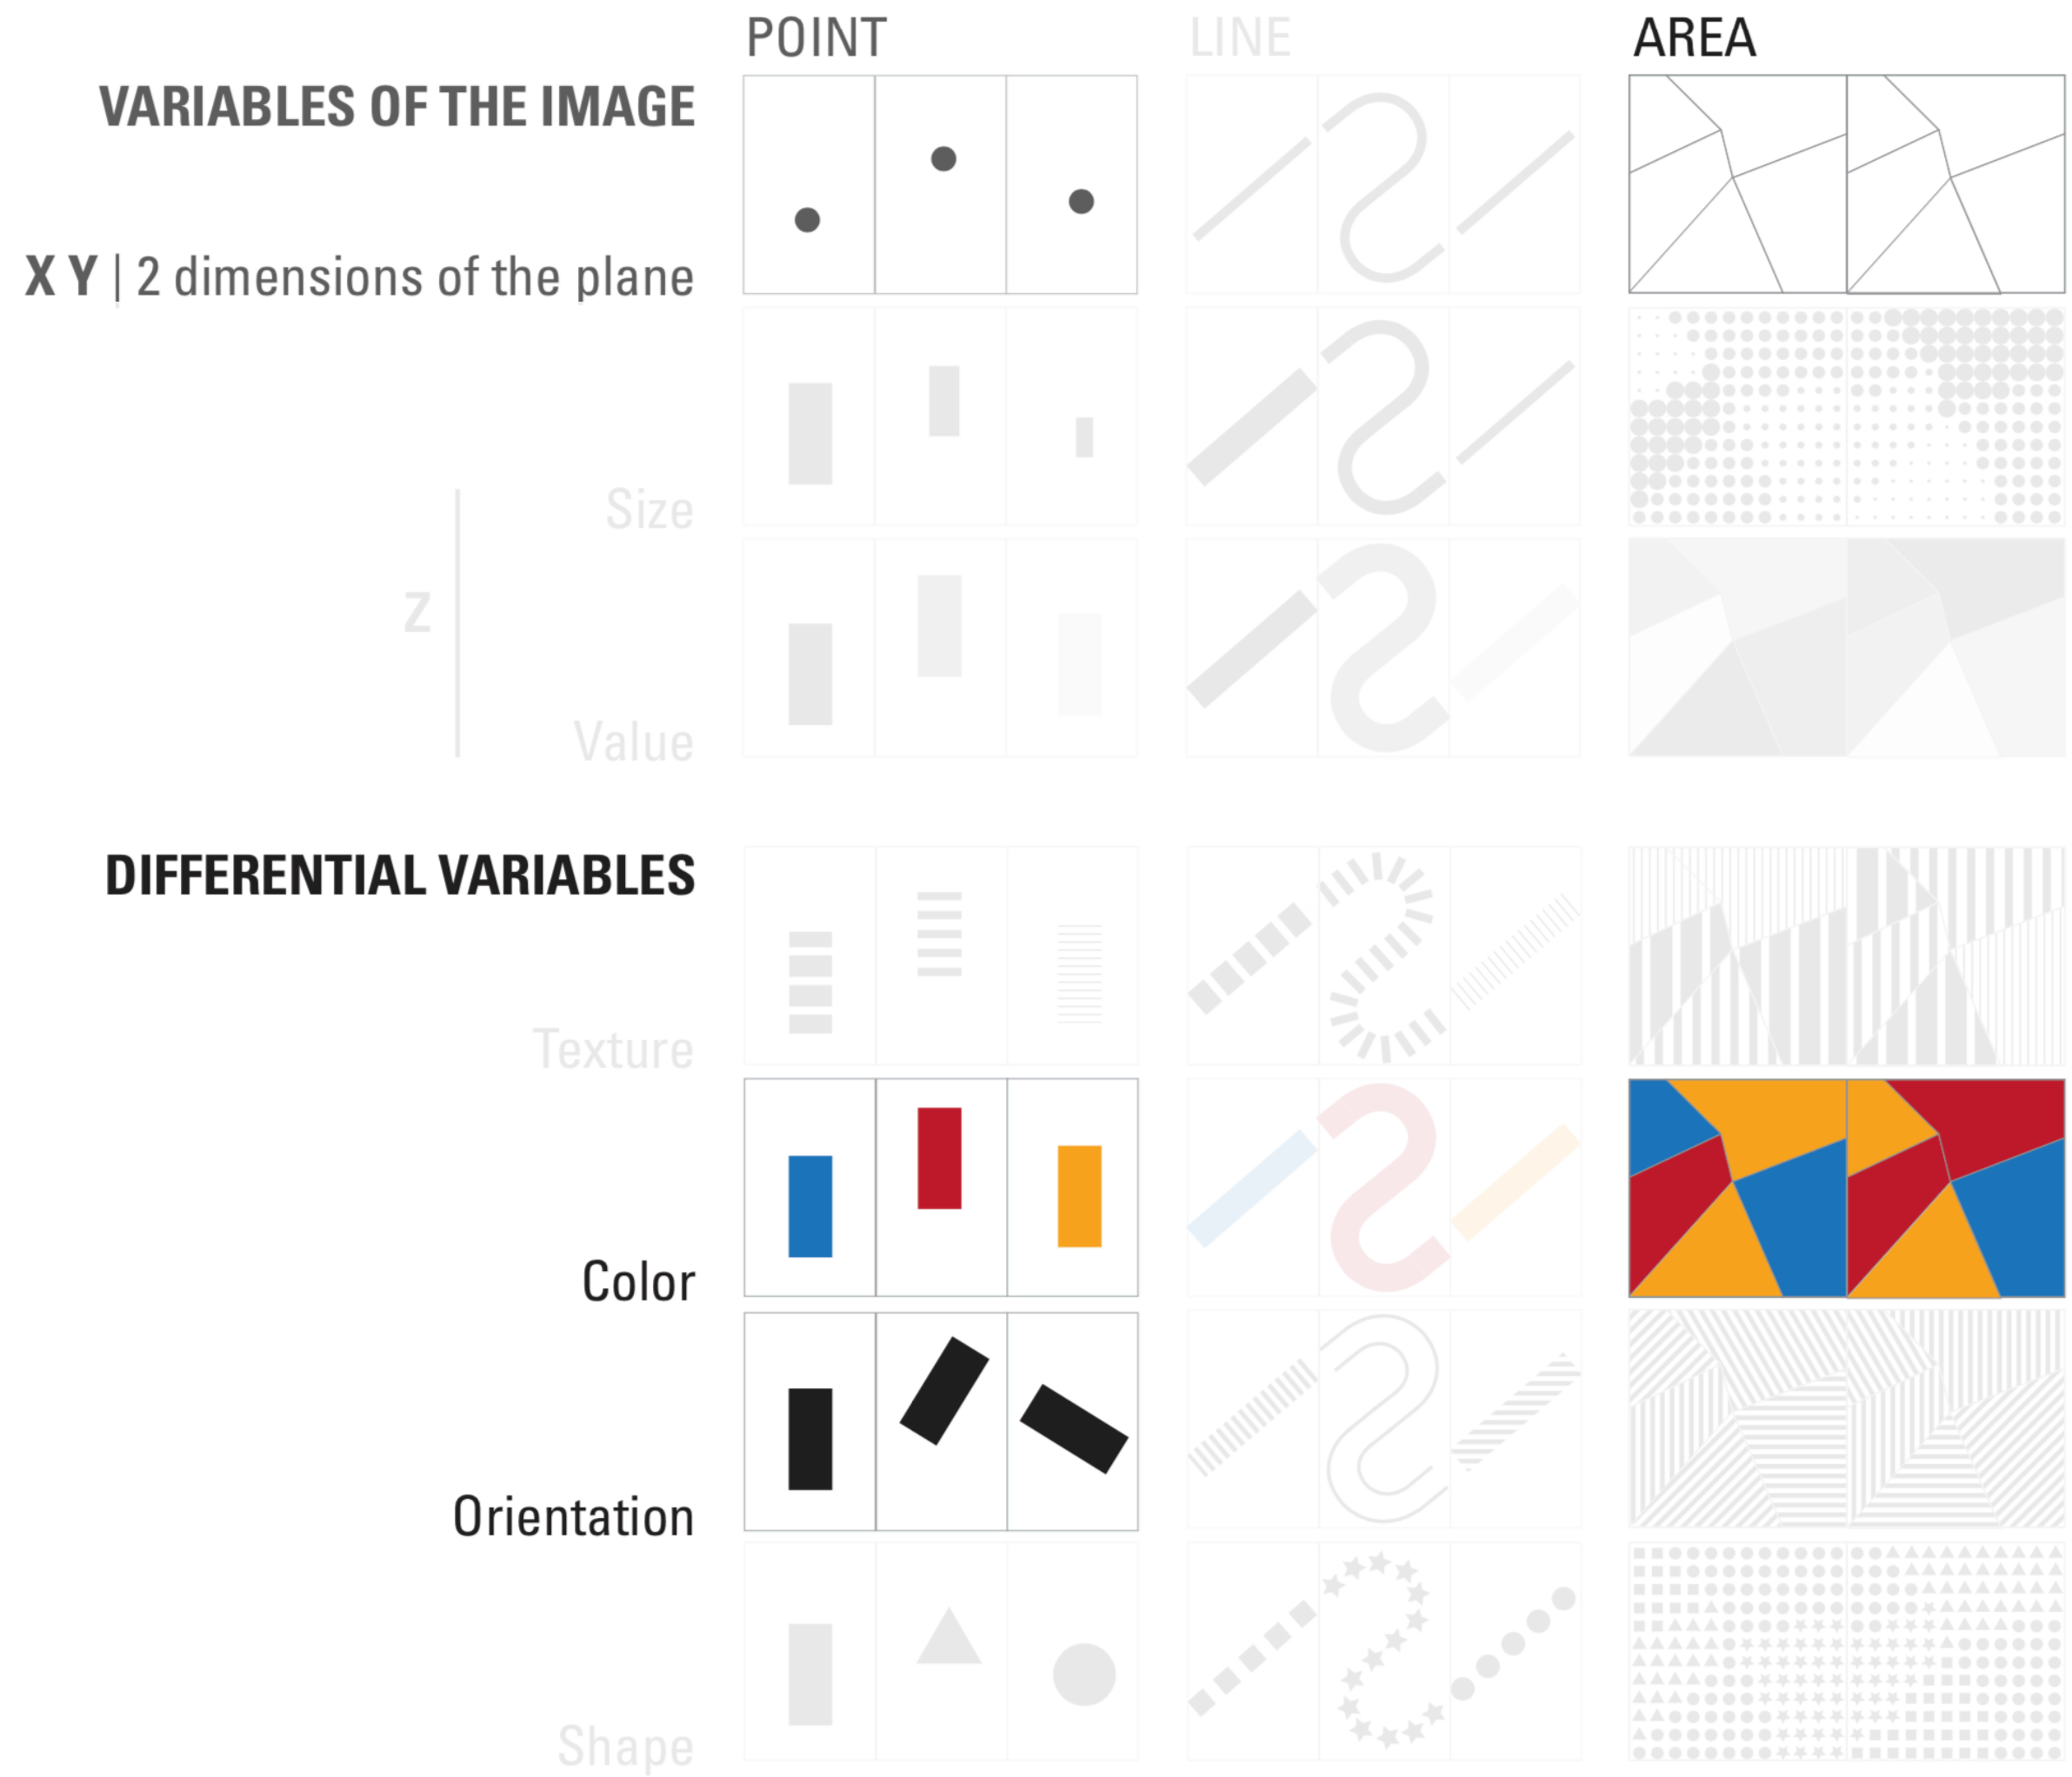 POINT LINE AREA
VARIABLES OF THE IMAGE
X Y | 2 dimensions of the plane
Size
Z
Value
DIFFERENTIAL VARIABLES
Texture
Color
Orientation
Shape